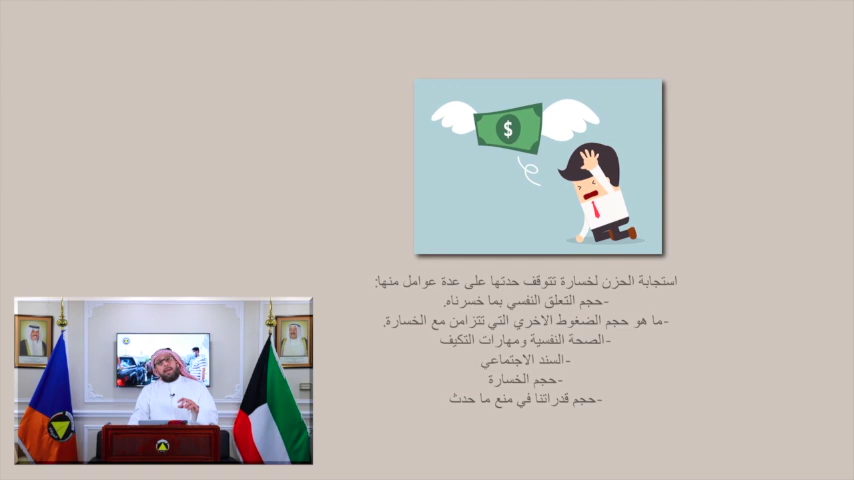 $
استجابة الحزن لخسارة تتوقف حدتها على عدة عوامل منها:
-حجم التعلق النفسي بما خسرناه.
-ما هو حجم الضغوط الاخري التي تتزامن مع الخسارة.
-الصحة النفسية ومهارات التكيف
-السند الاجتماعي
-حجم الخسارة
-حجم قدراتنا في منع ما حدث